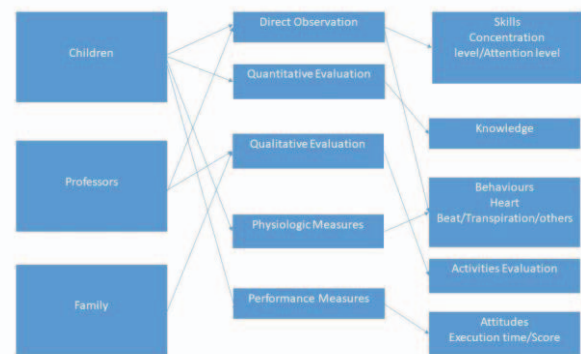 Children
Professors
Family
Direct Observation
Quantitative Evaluation
Qualitative Evaluation
Physiologic Measures
Performance Measures
Skills
Concentration
level/Attention level
Knowledge
Behaviours
Heart
Beat/Transpiration/others
Activities Evaluation
Attitudes
Execution time/Score